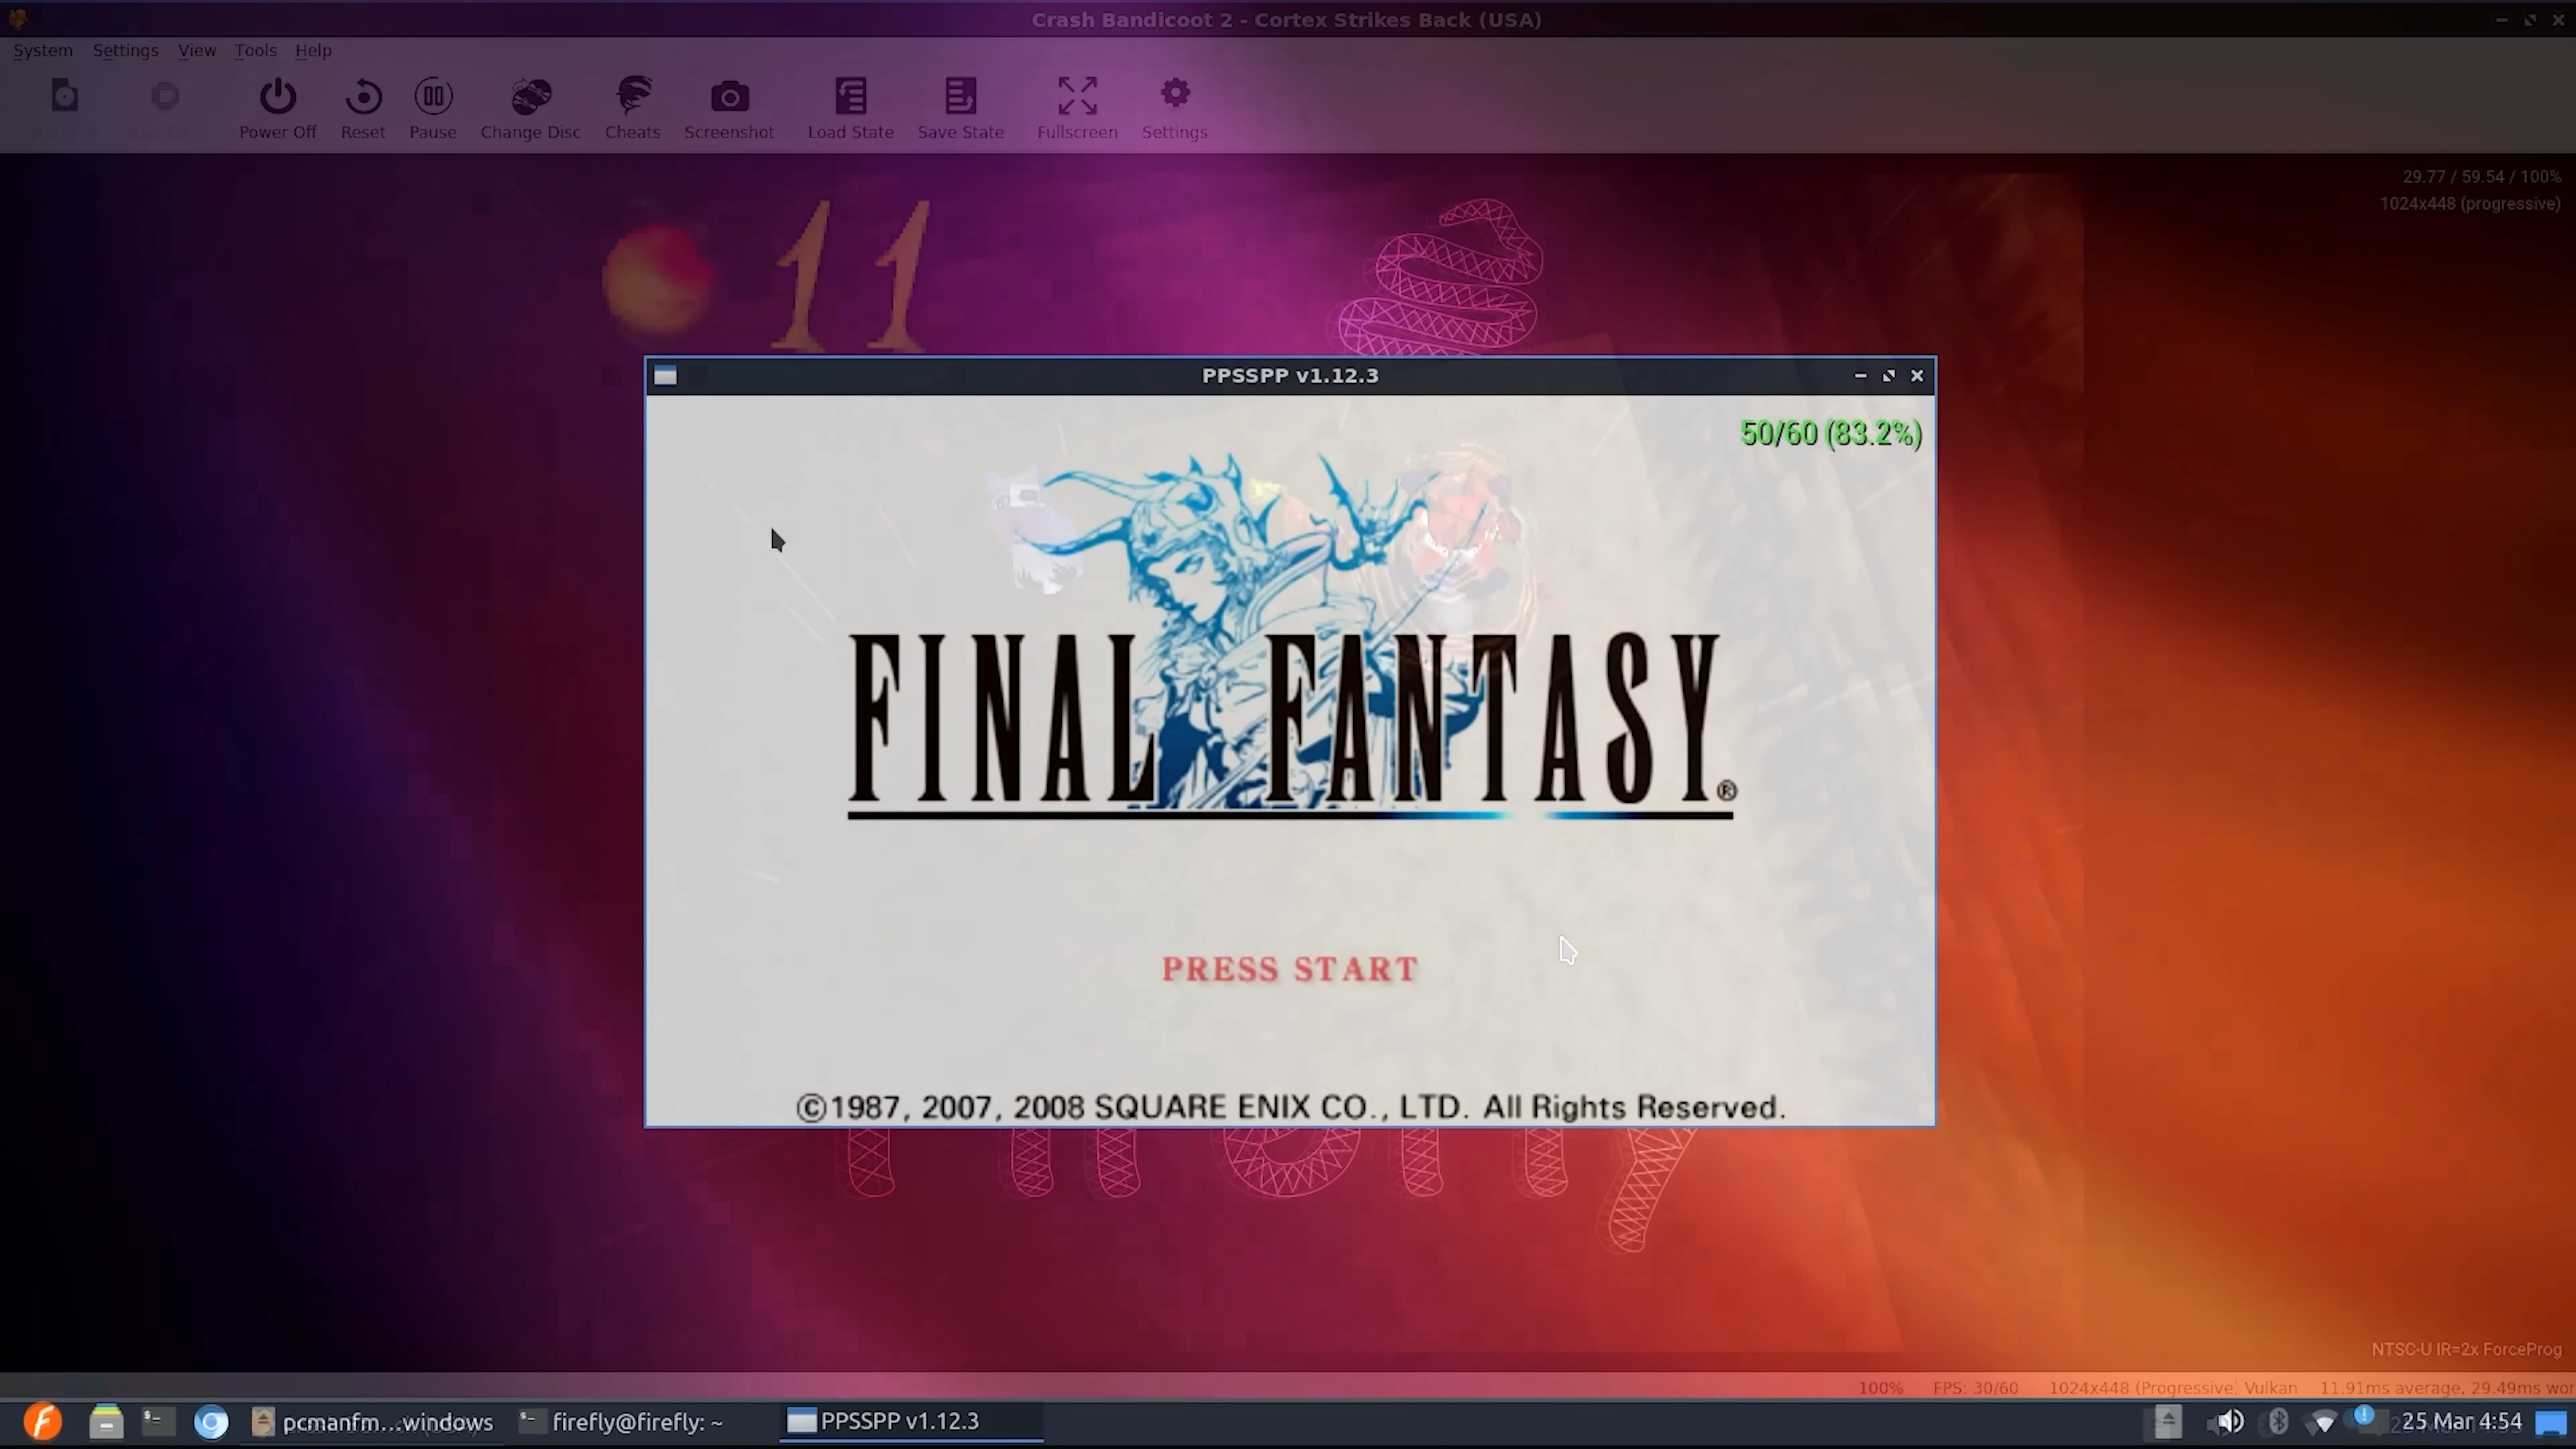 Crash Bandicoot 2 - Cortex Strikes Back (USA)
System Settings View Tools Help
Power Off Reset Pause Change Disc Cheats Screenshot Load State Save State Fullscreen Settings
29.77 / 59.54 / 100%
1024x448 (progressive)
11
PPSSPP v1.12.3
50/60 (83.2%)
FINAL FANTASY®
PRESS START
©1987, 2007, 2008 SQUARE ENIX CO., LTD. All Rights Reserved.
NTSC-U IR=2x ForceProg
100% FPS: 30/60 1024x448 (Progressive) Vulkan 11.91ms average, 29.49ms wor
pcmanfm...windows firefly@firefly: ~ PPSSPP v1.12.3 25 Mar 4:54